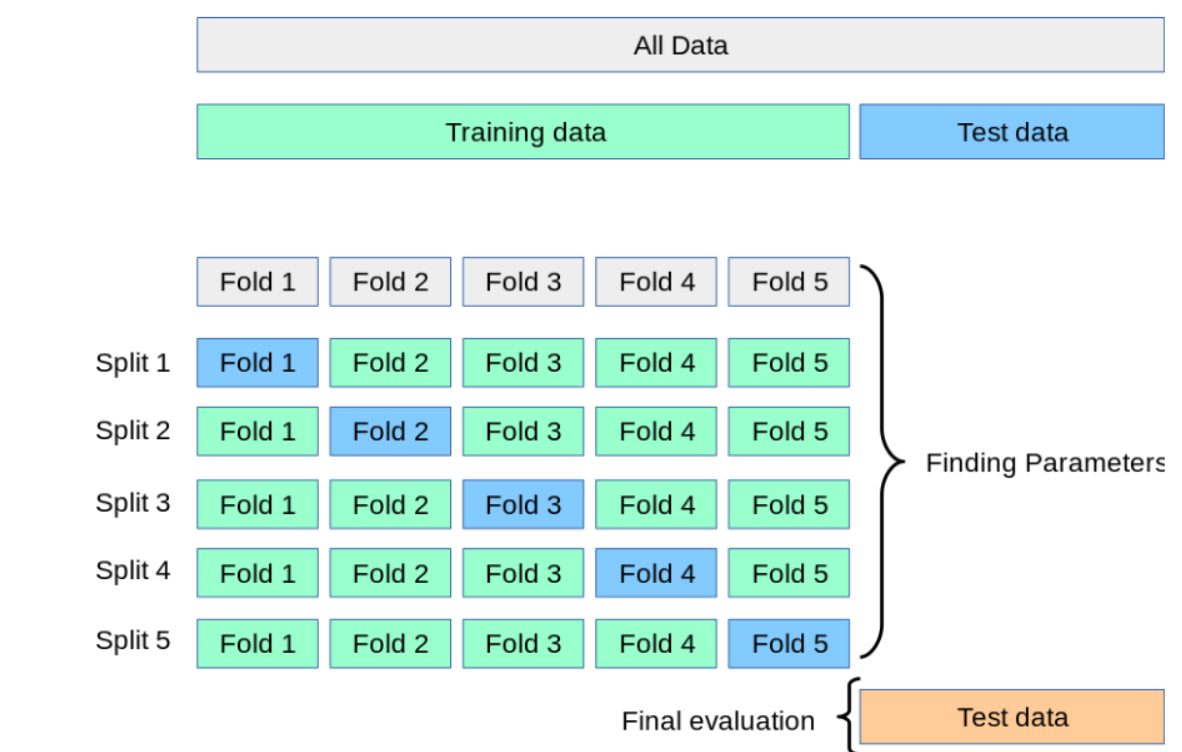 All Data
Training data Test data
Fold 1 Fold 2 Fold 3 Fold 4 Fold 5
Split 1 Fold 1 Fold 2 Fold 3 Fold 4 Fold 5
Split 2 Fold 1 Fold 2 Fold 3 Fold 4 Fold 5
Finding Parameters
Split 3 Fold 1 Fold 2 Fold 3 Fold 4 Fold 5
Split 4 Fold 1 Fold 2 Fold 3 Fold 4 Fold 5
Split 5 Fold 1 Fold 2 Fold 3 Fold 4 Fold 5
Final evaluation Test data